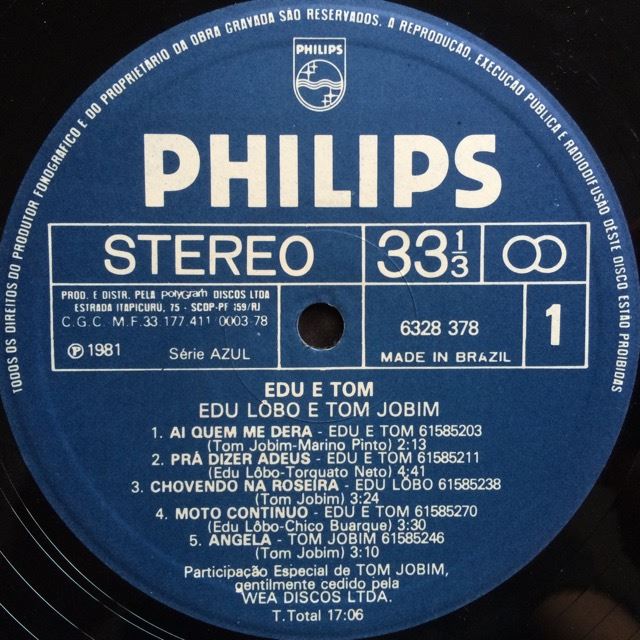 TODOS OS DIREITOS DO PRODUTOR FONOGRÁFICO E DO PROPRIETÁRIO DA OBRA GRAVADA SÃO RESERVADOS. A REPRODUÇÃO, EXECUÇÃO PÚBLICA E RADIODIFUSÃO DESTE DISCO ESTÃO PROIBIDAS
PHILIPS
PHILIPS
STEREO
33 1/3
PROD. E DISTR. PELA polygram DISCOS LTDA
ESTRADA ITAPICURU, 75 - SCDP-PF 159/RJ
C.G.C M.F.33.177.411 0003-78
Ⓟ 1981 Série AZUL
6328 378
MADE IN BRAZIL
1
EDU E TOM
EDU LÔBO E TOM JOBIM
1. AI QUEM ME DERA - EDU E TOM 61585203
(Tom Jobim-Marino Pinto) 2:13
2. PRÁ DIZER ADEUS - EDU E TOM 61585211
(Edu Lôbo-Torquato Neto) 4:41
3. CHOVENDO NA ROSEIRA - EDU LÔBO 61585238
(Tom Jobim) 3:24
4. MOTO CONTINUO - EDU E TOM 61585270
(Edu Lôbo-Chico Buarque) 3:30
5. ANGELA - TOM JOBIM 61585246
(Tom Jobim) 3:10
Participação Especial de TOM JOBIM,
gentilmente cedido pela
WEA DISCOS LTDA.
T.Total 17:06